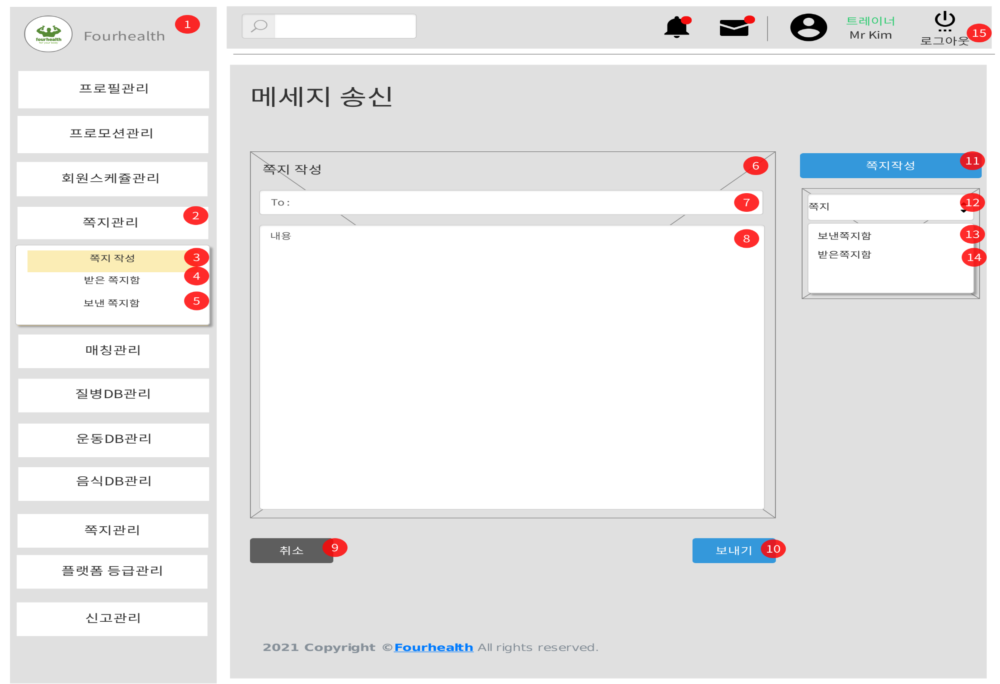 fourhealth
for your body
Fourhealth
1
프로필관리
프로모션관리
회원스케쥴관리
쪽지관리
2
쪽지 작성
3
받은 쪽지함
4
보낸 쪽지함
5
매칭관리
질병DB관리
운동DB관리
음식DB관리
쪽지관리
플랫폼 등급관리
신고관리
트레이너
Mr Kim
로그아웃
15
메세지 송신
쪽지 작성
6
To :
7
내용
8
취소
9
보내기
10
쪽지작성
11
쪽지
12
보낸쪽지함
13
받은쪽지함
14
2021 Copyright ©Fourhealth All rights reserved.